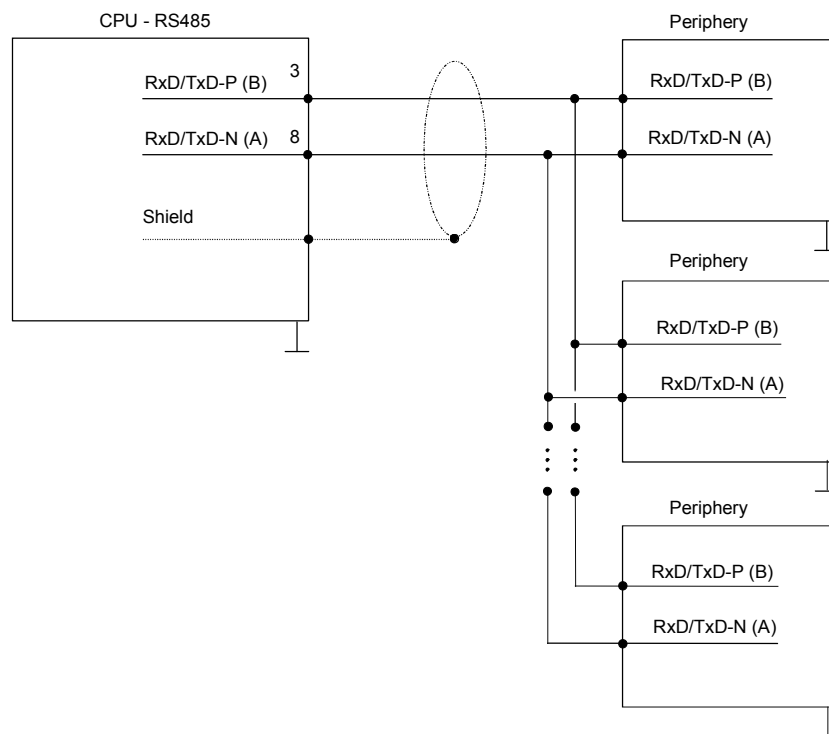 CPU - RS485
RxD/TxD-P (B)
3
RxD/TxD-N (A)
8
Shield
Periphery
RxD/TxD-P (B)
RxD/TxD-N (A)
Periphery
RxD/TxD-P (B)
RxD/TxD-N (A)
Periphery
RxD/TxD-P (B)
RxD/TxD-N (A)